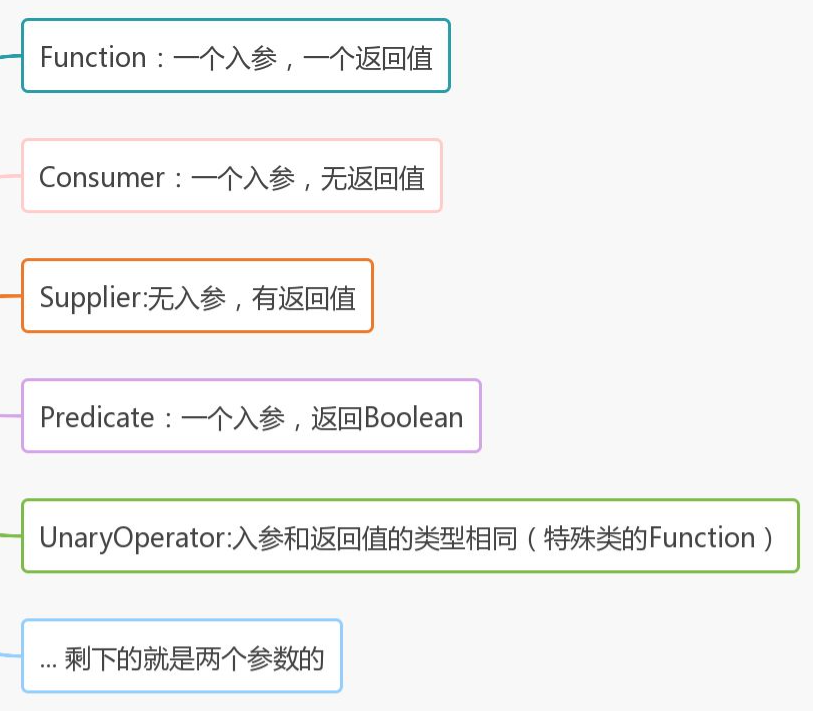 Function：一个入参，一个返回值
Consumer：一个入参，无返回值
Supplier:无入参，有返回值
Predicate：一个入参，返回Boolean
UnaryOperator:入参和返回值的类型相同（特殊类的Function）
... 剩下的就是两个参数的